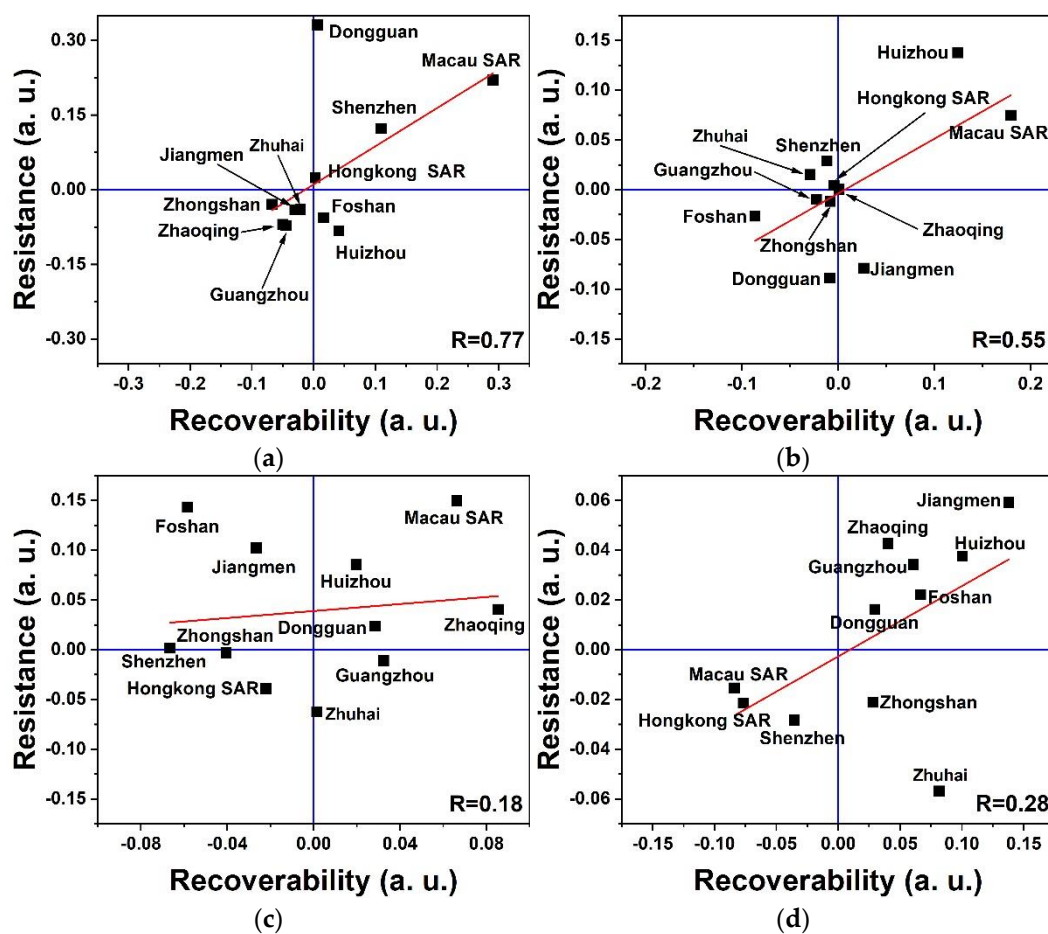 0.30
0.15
0.00
-0.15
-0.30
Resistance (a. u.)
Dongguan
Macau SAR
Shenzhen
Zhuhai
Jiangmen
Hongkong SAR
Zhongshan
Foshan
Zhaoqing
Huizhou
Guangzhou
R=0.77
-0.3 -0.2 -0.1 0.0 0.1 0.2 0.3
Recoverability (a. u.)
(a)
0.15
0.10
0.05
0.00
-0.05
-0.10
-0.15
Resistance (a. u.)
Huizhou
Hongkong SAR
Macau SAR
Zhuhai
Shenzhen
Guangzhou
Foshan
Zhaoqing
Zhongshan
Dongguan
Jiangmen
R=0.55
-0.2 -0.1 0.0 0.1 0.2
Recoverability (a. u.)
(b)
0.15
0.10
0.05
0.00
-0.05
-0.10
-0.15
Resistance (a. u.)
Foshan
Macau SAR
Jiangmen
Huizhou
Zhongshan
Dongguan
Zhaoqing
Shenzhen
Guangzhou
Hongkong SAR
Zhuhai
R=0.18
-0.08 -0.04 0.00 0.04 0.08
Recoverability (a. u.)
(c)
0.06
0.04
0.02
0.00
-0.02
-0.04
-0.06
Resistance (a. u.)
Jiangmen
Zhaoqing
Huizhou
Guangzhou
Foshan
Dongguan
Macau SAR
Zhongshan
Hongkong SAR
Shenzhen
Zhuhai
R=0.28
-0.15 -0.10 -0.05 0.00 0.05 0.10 0.15
Recoverability (a. u.)
(d)